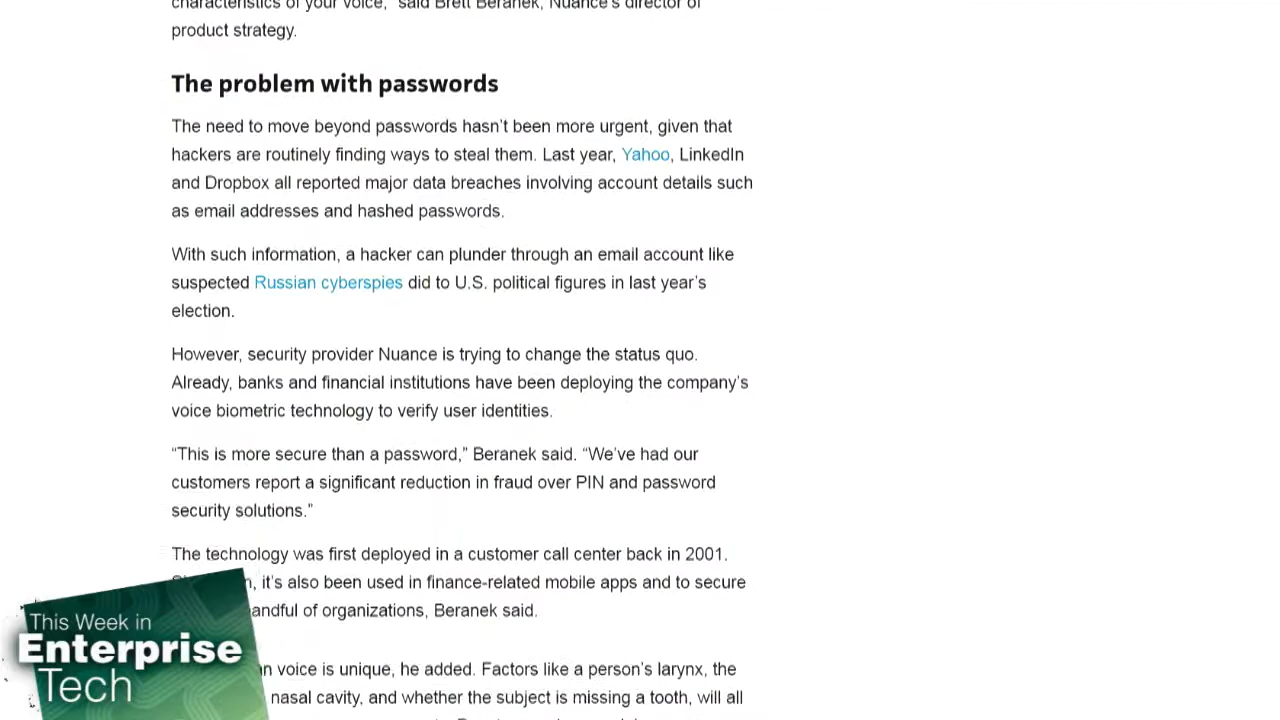 characteristics of your voice," said Brett Beranek, Nuance's director of
product strategy.
The problem with passwords
The need to move beyond passwords hasn't been more urgent, given that
hackers are routinely finding ways to steal them. Last year, Yahoo, LinkedIn
and Dropbox all reported major data breaches involving account details such
as email addresses and hashed passwords.
With such information, a hacker can plunder through an email account like
suspected Russian cyberspies did to U.S. political figures in last year's
election.
However, security provider Nuance is trying to change the status quo.
Already, banks and financial institutions have been deploying the company's
voice biometric technology to verify user identities.
“This is more secure than a password,” Beranek said. “We've had our
customers report a significant reduction in fraud over PIN and password
security solutions.”
The technology was first deployed in a customer call center back in 2001.
it's also been used in finance-related mobile apps and to secure
andful of organizations, Beranek said.
voice is unique, he added. Factors like a person's larynx, the
nasal cavity, and whether the subject is missing a tooth, will all
This Week in
Enterprise
Tech